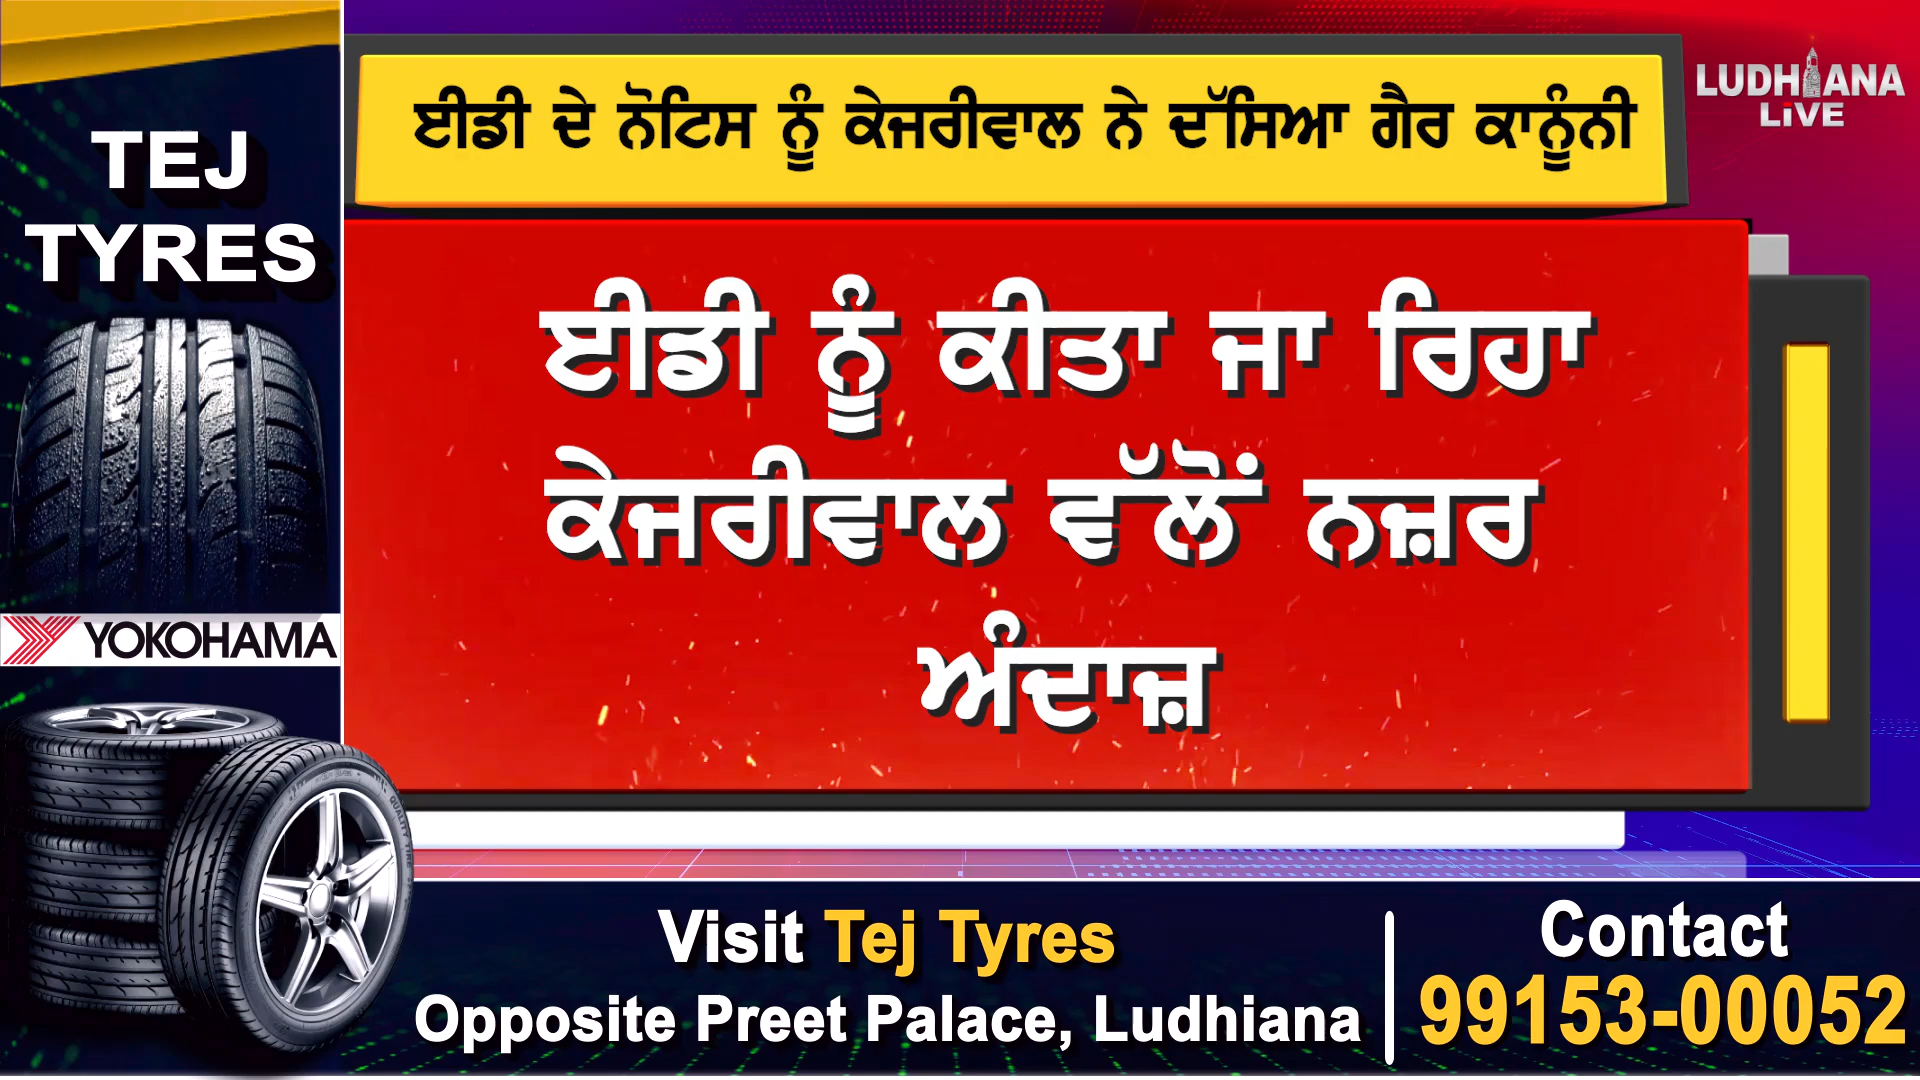 TEJ
TYRES
YOKOHAMA
ਈਡੀ ਦੇ ਨੋਟਿਸ ਨੂੰ ਕੇਜਰੀਵਾਲ ਨੇ ਦੱਸਿਆ ਗੈਰ ਕਾਨੂੰਨੀ
LUDHIANA
LiVE
ਈਡੀ ਨੂੰ ਕੀਤਾ ਜਾ ਰਿਹਾ
ਕੇਜਰੀਵਾਲ ਵੱਲੋਂ ਨਜ਼ਰ
ਅੰਦਾਜ਼
Visit Tej Tyres
Opposite Preet Palace, Ludhiana
Contact
99153-00052